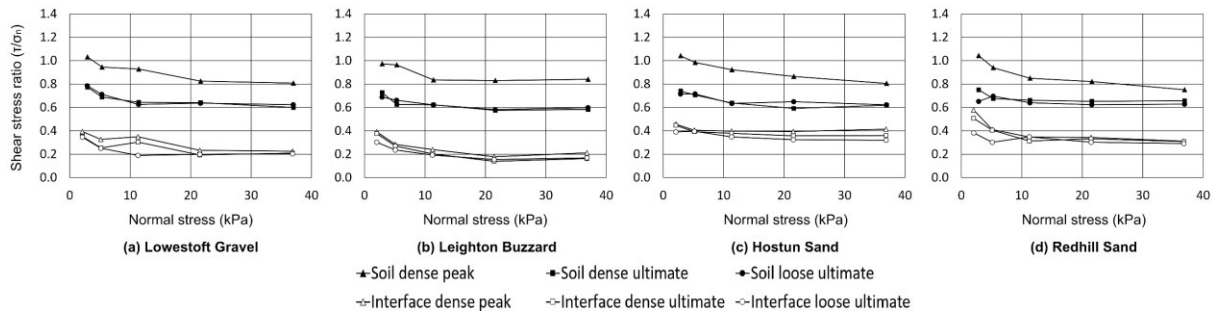 Shear stress ratio (τ/σn)
1.4 1.2 1.0 0.8 0.6 0.4 0.2 0.0
0 10 20 30 40
Normal stress (kPa)
(a) Lowestoft Gravel
1.4 1.2 1.0 0.8 0.6 0.4 0.2 0.0
0 10 20 30 40
Normal stress (kPa)
(b) Leighton Buzzard
1.4 1.2 1.0 0.8 0.6 0.4 0.2 0.0
0 10 20 30 40
Normal stress (kPa)
(c) Hostun Sand
1.4 1.2 1.0 0.8 0.6 0.4 0.2 0.0
0 10 20 30 40
Normal stress (kPa)
(d) Redhill Sand
Soil dense peak Soil dense ultimate Soil loose ultimate
Interface dense peak Interface dense ultimate Interface loose ultimate